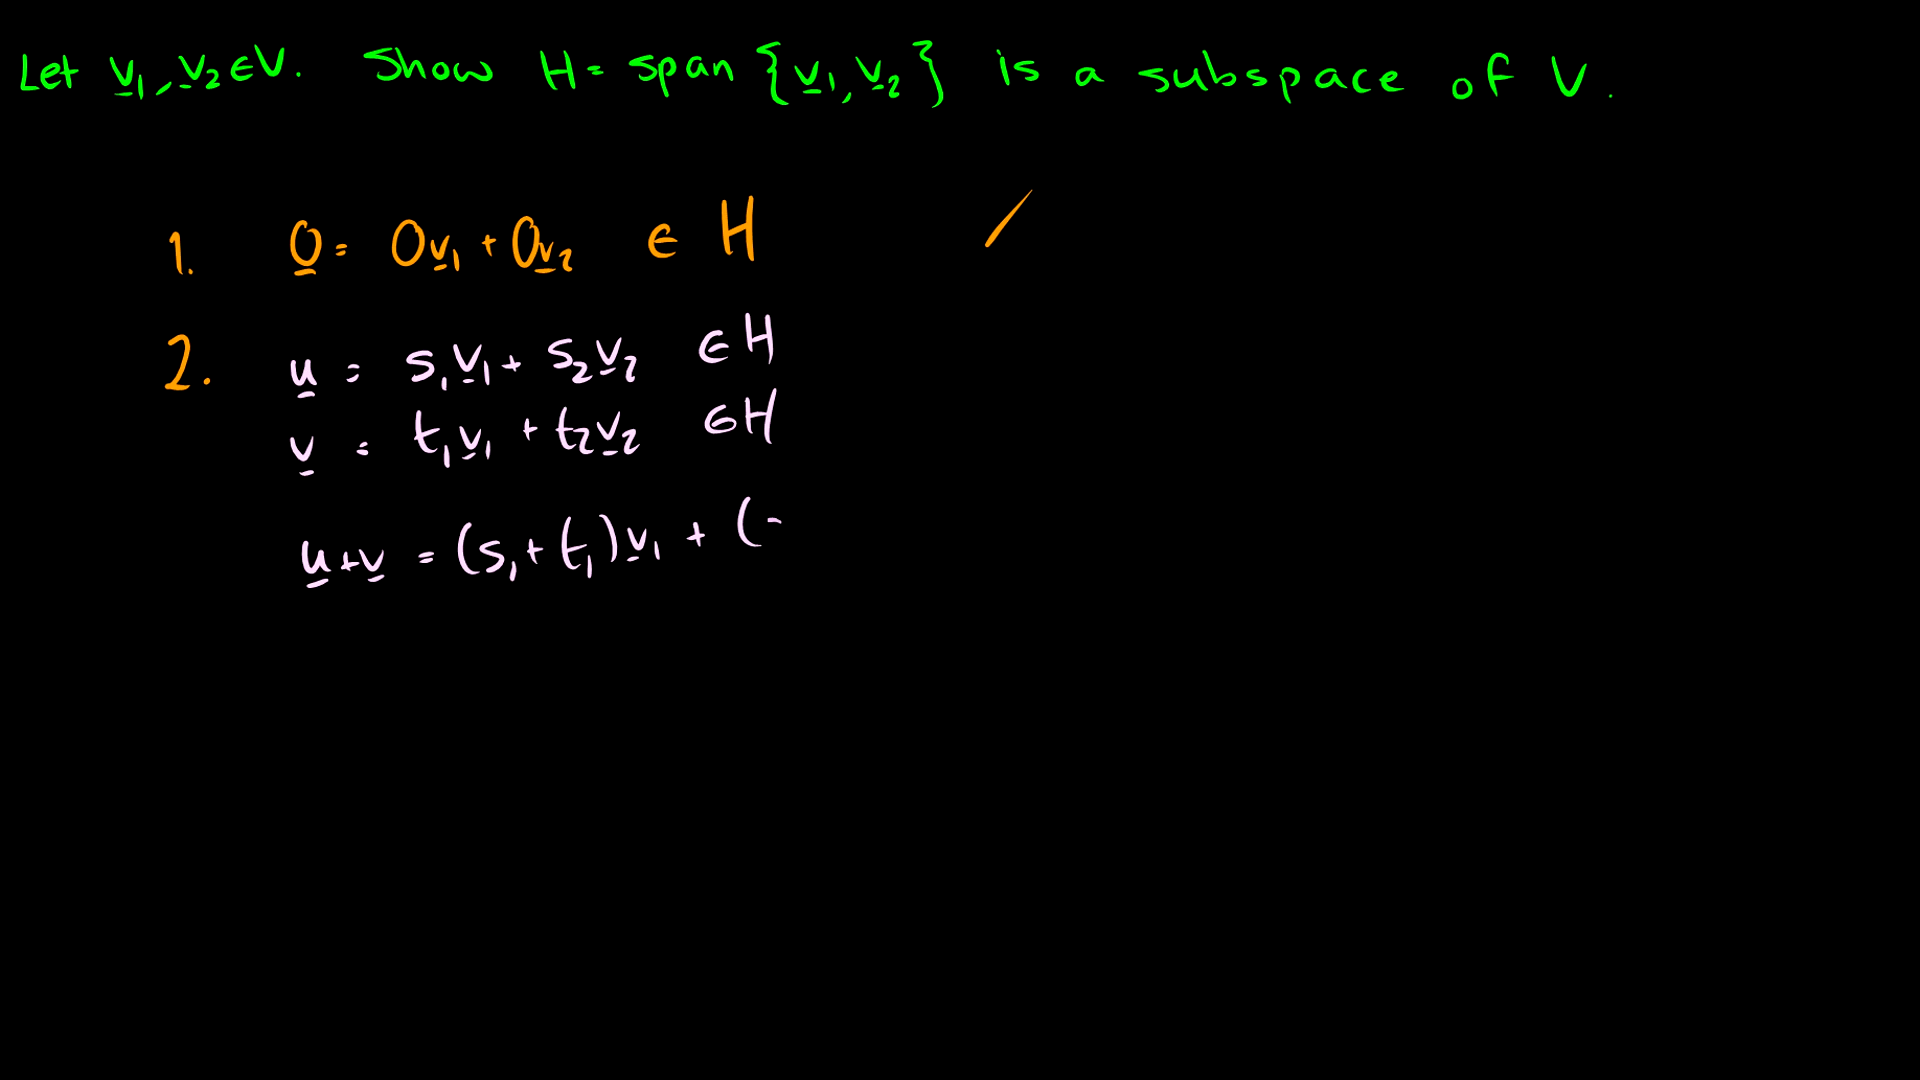 Let v₁, v₂ ∈ V. Show H = span {v₁, v₂} is a subspace of V.
1. 0 = 0v₁ + 0v₂ ∈ H
2. u = s₁v₁ + s₂v₂ ∈ H
v = t₁v₁ + t₂v₂ ∈ H
u + v = (s₁ + t₁)v₁ + (